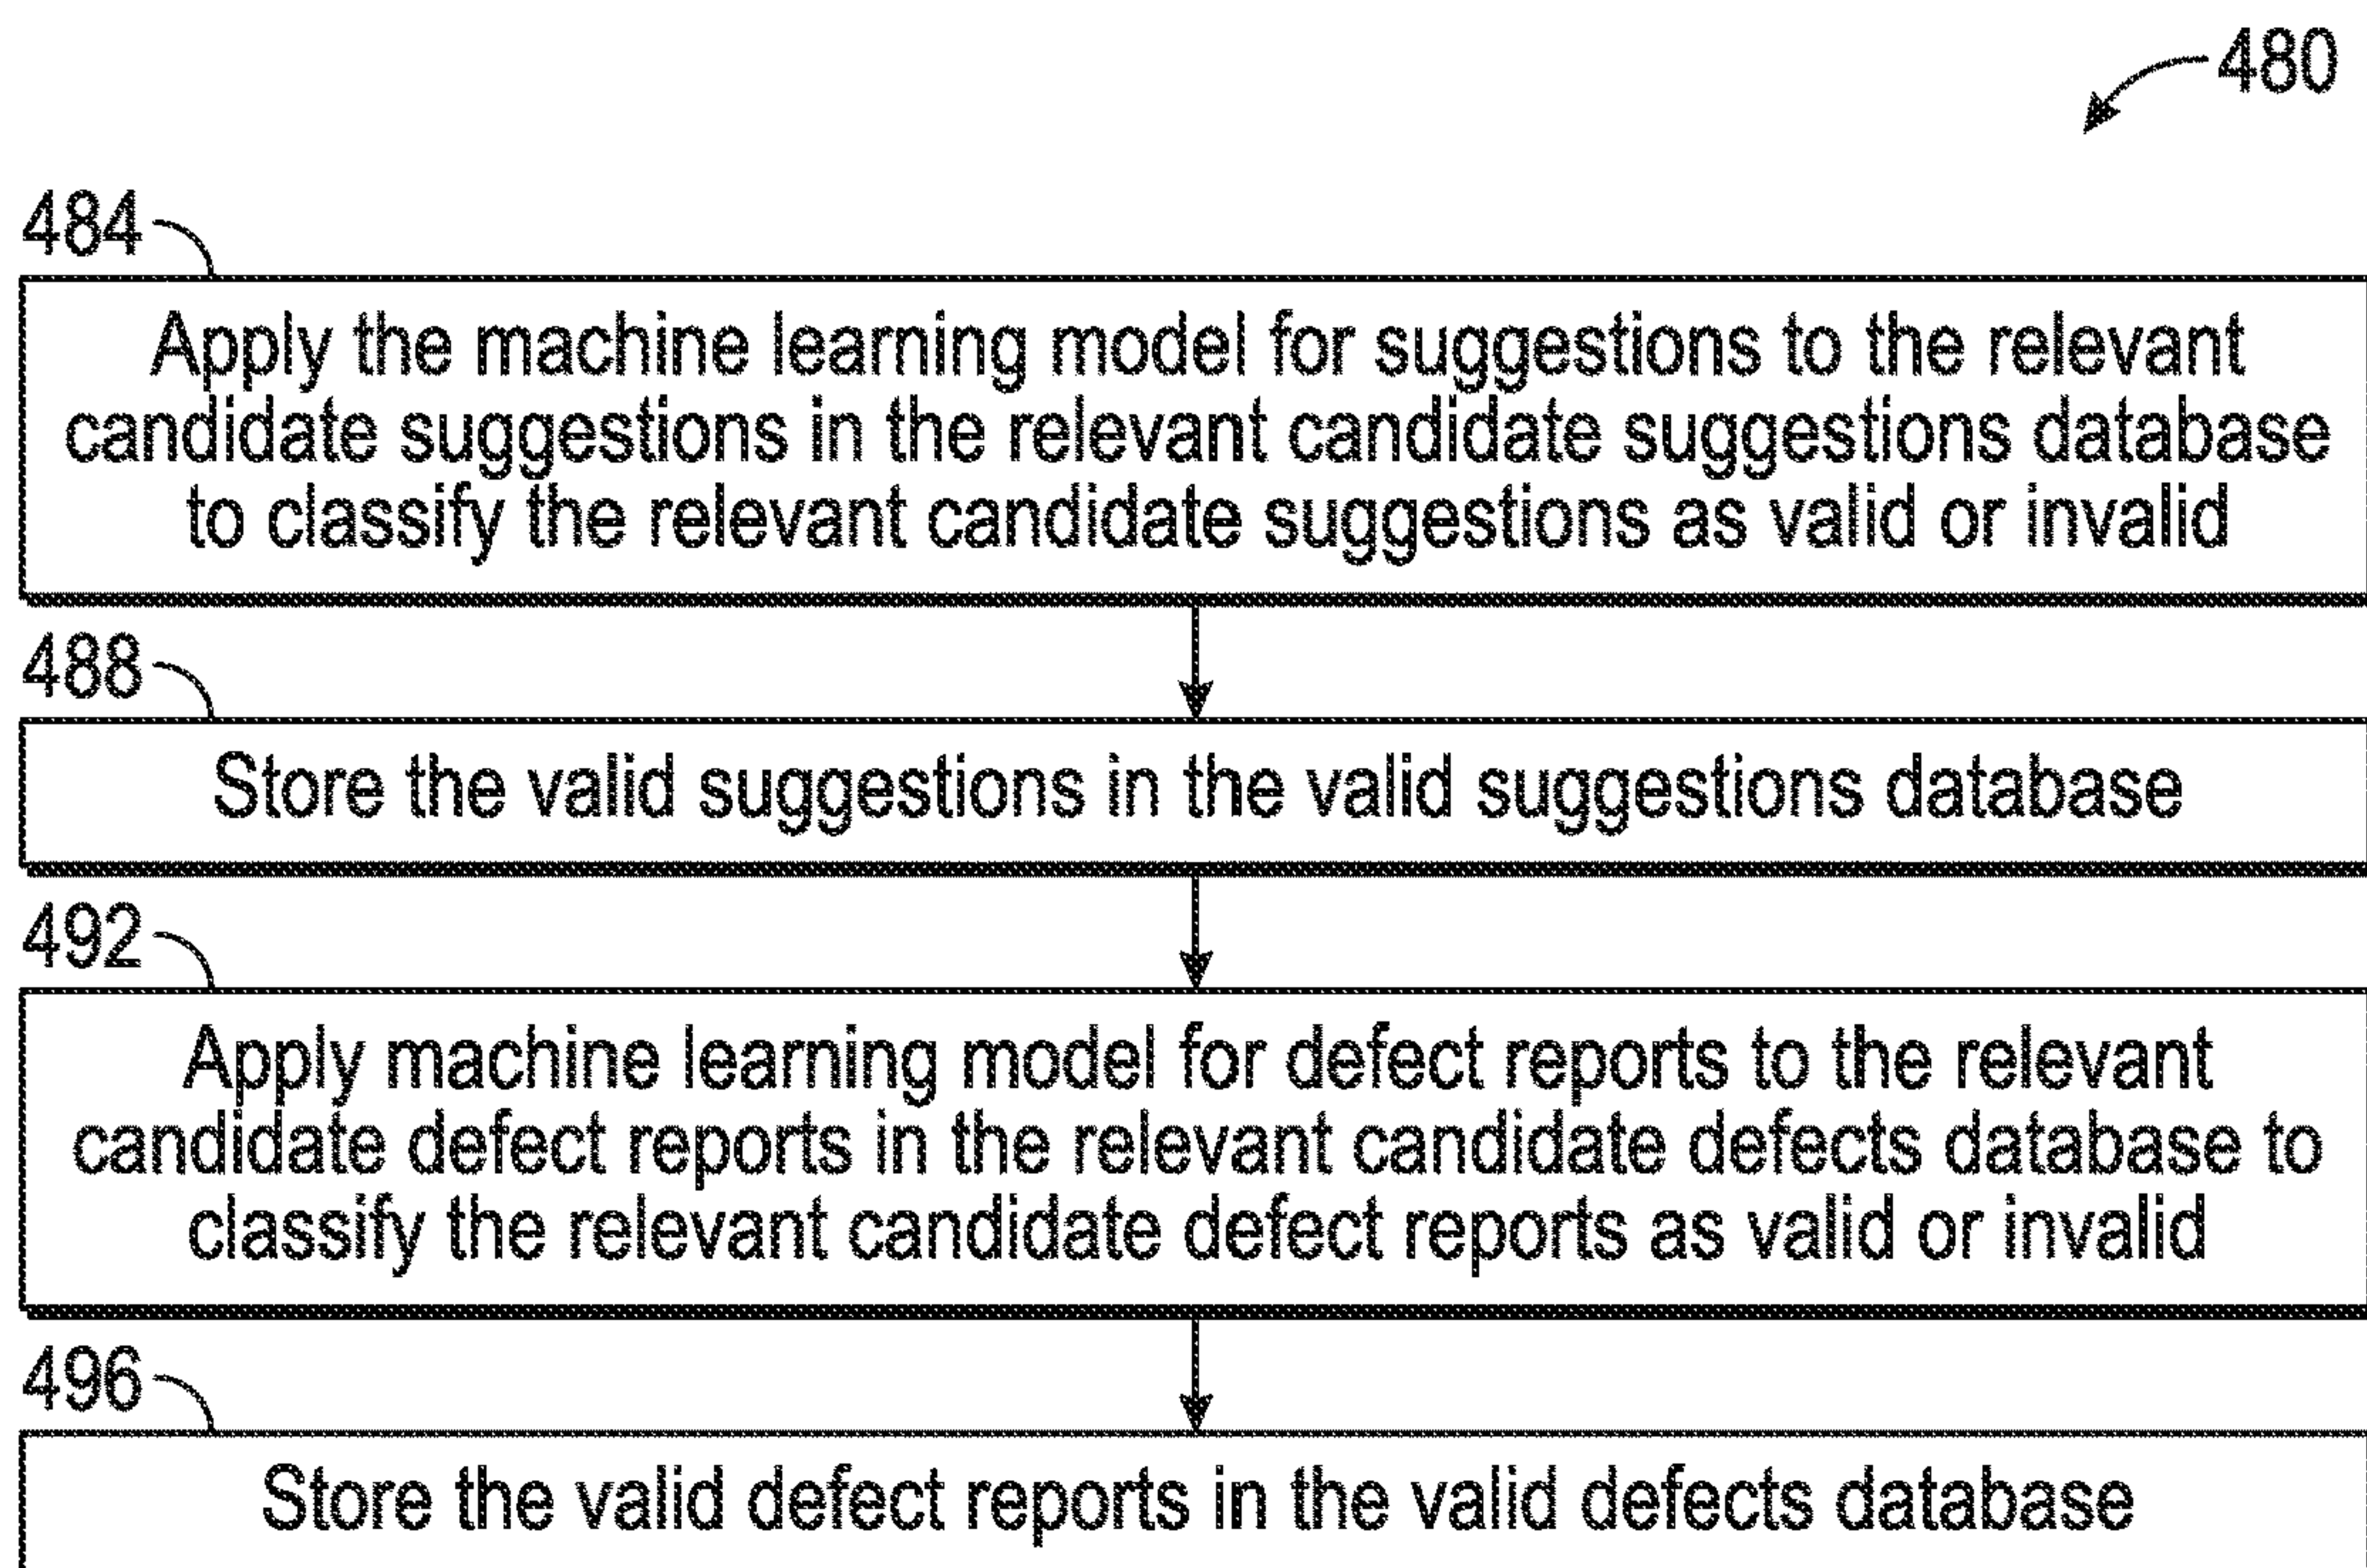 480
484
Apply the machine learning model for suggestions to the relevant
candidate suggestions in the relevant candidate suggestions database
to classify the relevant candidate suggestions as valid or invalid
488
Store the valid suggestions in the valid suggestions database
492
Apply machine learning model for defect reports to the relevant
candidate defect reports in the relevant candidate defects database to
classify the relevant candidate defect reports as valid or invalid
496
Store the valid defect reports in the valid defects database